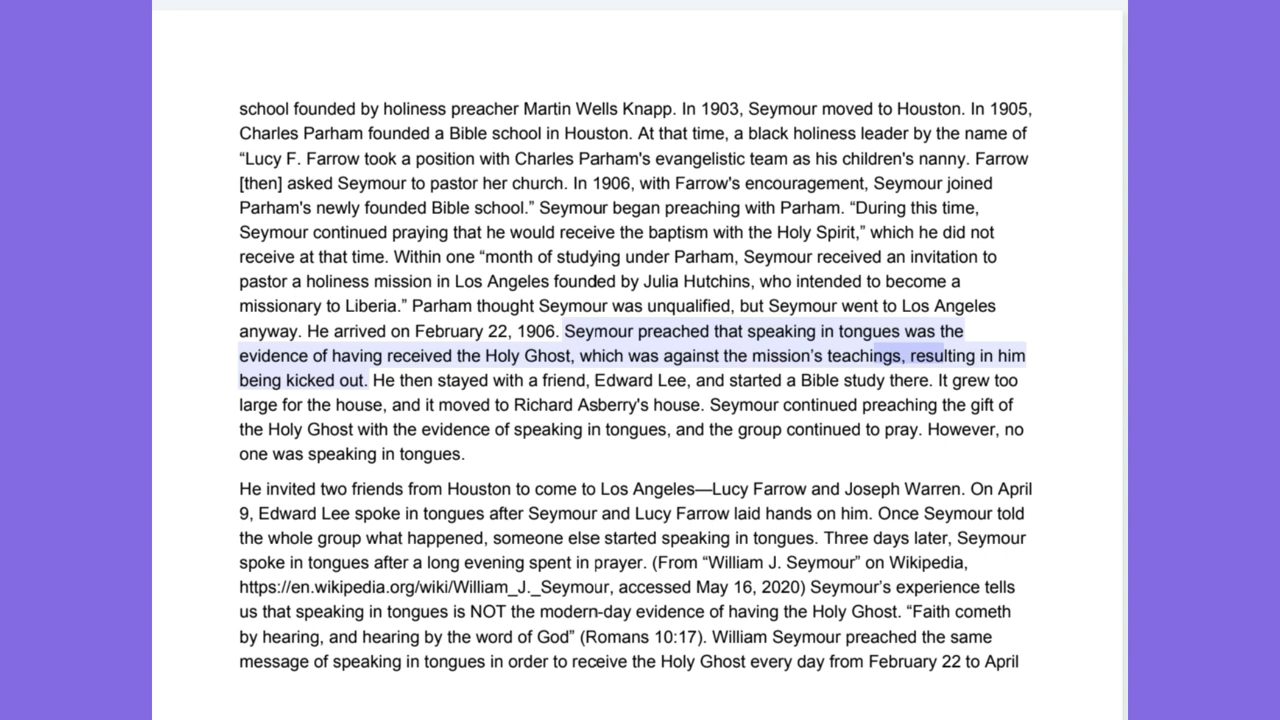 school founded by holiness preacher Martin Wells Knapp. In 1903, Seymour moved to Houston. In 1905,
Charles Parham founded a Bible school in Houston. At that time, a black holiness leader by the name of
“Lucy F. Farrow took a position with Charles Parham's evangelistic team as his children's nanny. Farrow
[then] asked Seymour to pastor her church. In 1906, with Farrow's encouragement, Seymour joined
Parham's newly founded Bible school.” Seymour began preaching with Parham. “During this time,
Seymour continued praying that he would receive the baptism with the Holy Spirit,” which he did not
receive at that time. Within one “month of studying under Parham, Seymour received an invitation to
pastor a holiness mission in Los Angeles founded by Julia Hutchins, who intended to become a
missionary to Liberia.” Parham thought Seymour was unqualified, but Seymour went to Los Angeles
anyway. He arrived on February 22, 1906. Seymour preached that speaking in tongues was the
evidence of having received the Holy Ghost, which was against the mission’s teachings, resulting in him
being kicked out. He then stayed with a friend, Edward Lee, and started a Bible study there. It grew too
large for the house, and it moved to Richard Asberry's house. Seymour continued preaching the gift of
the Holy Ghost with the evidence of speaking in tongues, and the group continued to pray. However, no
one was speaking in tongues.
He invited two friends from Houston to come to Los Angeles—Lucy Farrow and Joseph Warren. On April
9, Edward Lee spoke in tongues after Seymour and Lucy Farrow laid hands on him. Once Seymour told
the whole group what happened, someone else started speaking in tongues. Three days later, Seymour
spoke in tongues after a long evening spent in prayer. (From “William J. Seymour” on Wikipedia,
https://en.wikipedia.org/wiki/William_J._Seymour, accessed May 16, 2020) Seymour’s experience tells
us that speaking in tongues is NOT the modern-day evidence of having the Holy Ghost. “Faith cometh
by hearing, and hearing by the word of God” (Romans 10:17). William Seymour preached the same
message of speaking in tongues in order to receive the Holy Ghost every day from February 22 to April